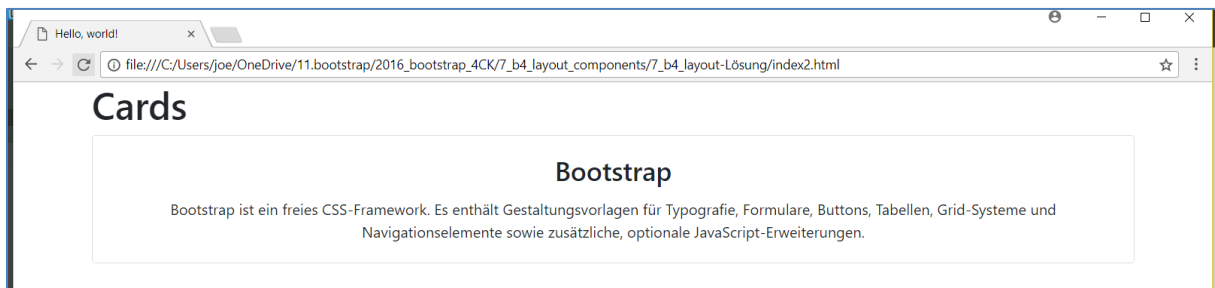 Hello, world!
file:///C:/Users/joe/OneDrive/11.bootstrap/2016_bootstrap_4CK/7_b4_layout_components/7_b4_layout-Lösung/index2.html
Cards
Bootstrap
Bootstrap ist ein freies CSS-Framework. Es enthält Gestaltungsvorlagen für Typografie, Formulare, Buttons, Tabellen, Grid-Systeme und
Navigationselemente sowie zusätzliche, optionale JavaScript-Erweiterungen.